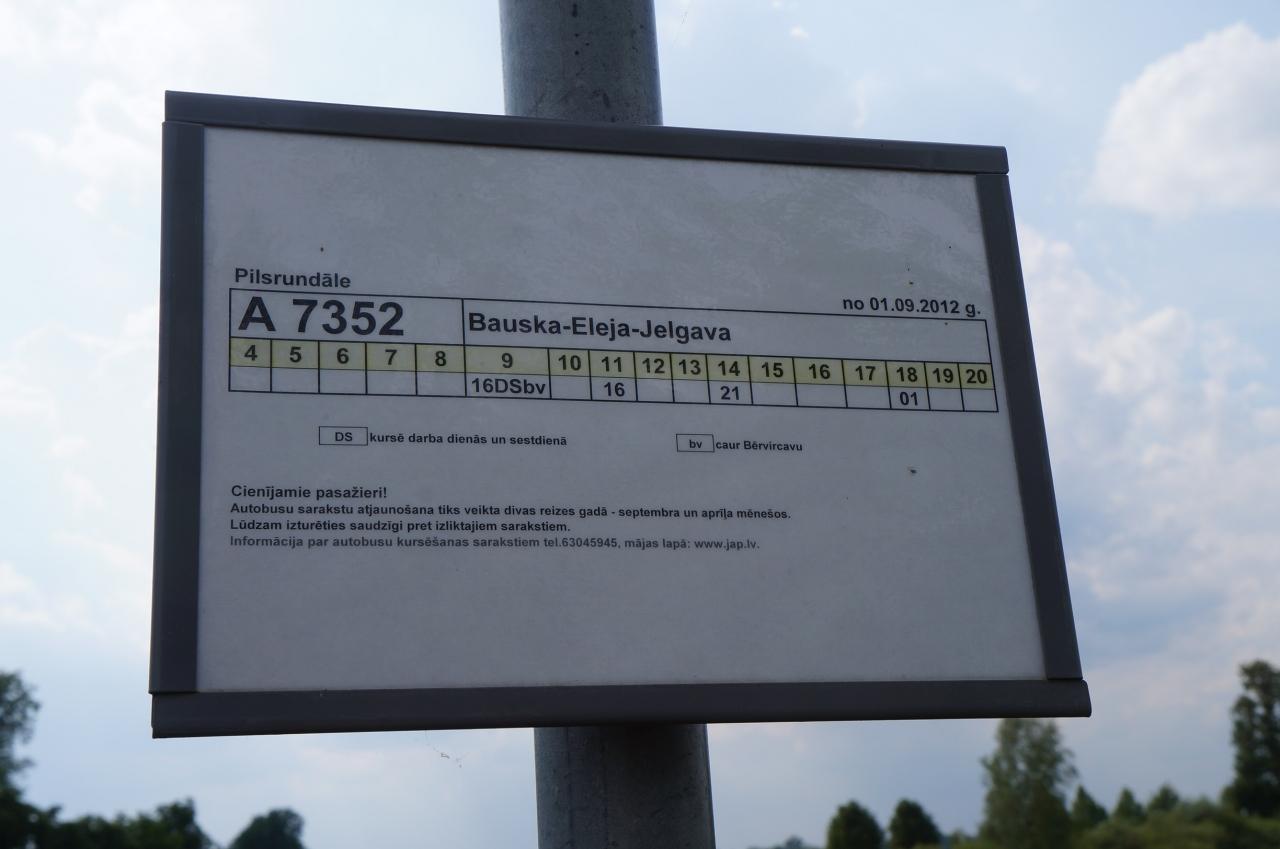 Pilsrundāle
no 01.09.2012 g.
A 7352 Bauska-Eleja-Jelgava
4 5 6 7 8 9 10 11 12 13 14 15 16 17 18 19 20
16DSbv 16 21 01
DS kursē darba dienās un sestdienā bv caur Bērvircavu
Cienījamie pasažieri!
Autobusu sarakstu atjaunošana tiks veikta divas reizes gadā - septembra un aprīļa mēnešos.
Lūdzam izturēties saudzīgi pret izliktajiem sarakstiem.
Informācija par autobusu kursēšanas sarakstiem tel.63045945, mājas lapā: www.jap.lv.